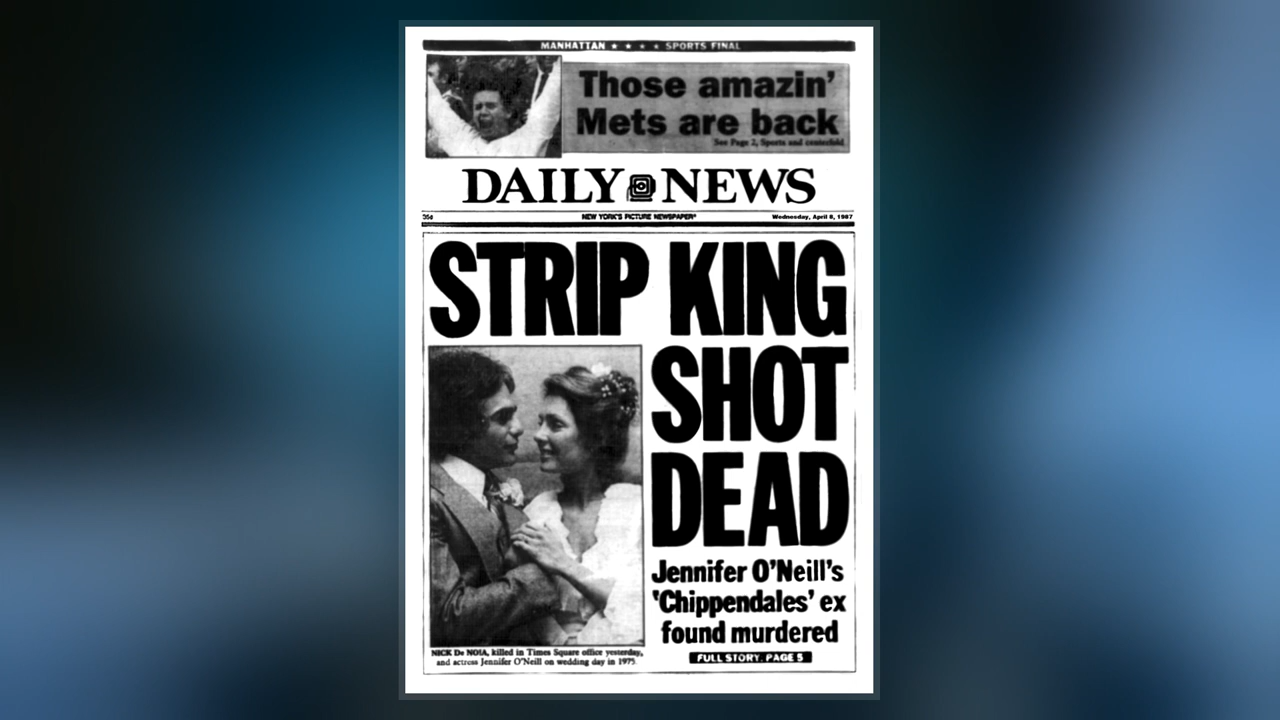 MANHATTAN ★ ★ ★ ★ SPORTS FINAL
Those amazin’
Mets are back
See Page 2, Sports and centerfold
DAILY NEWS
35¢ NEW YORK'S PICTURE NEWSPAPER® Wednesday, April 8, 1987
STRIP KING
SHOT
DEAD
Jennifer O’Neill’s
‘Chippendales’ ex
found murdered
FULL STORY, PAGE 5
NICK De NOIA, killed in Times Square office yesterday,
and actress Jennifer O'Neill on wedding day in 1975.